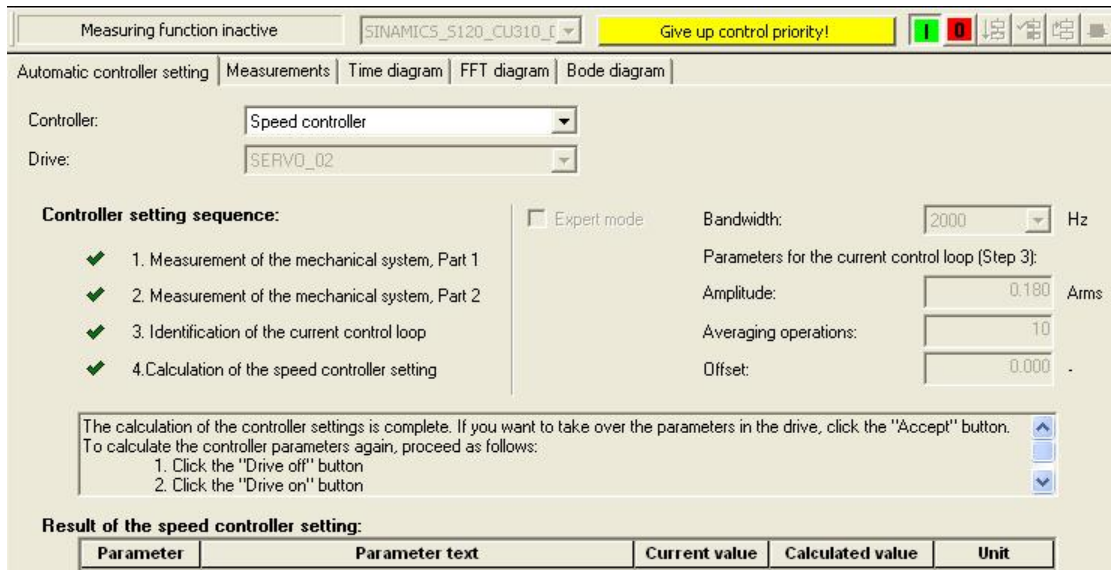 Measuring function inactive SINAMICS_S120_CU310_D Give up control priority! I 0
Automatic controller setting Measurements Time diagram FFT diagram Bode diagram
Controller: Speed controller
Drive: SERVO_02
Controller setting sequence: Expert mode Bandwidth: 2000 Hz
1. Measurement of the mechanical system, Part 1 Parameters for the current control loop (Step 3):
2. Measurement of the mechanical system, Part 2 Amplitude: 0.180 Arms
3. Identification of the current control loop Averaging operations: 10
4.Calculation of the speed controller setting Offset: 0.000 -
The calculation of the controller settings is complete. If you want to take over the parameters in the drive, click the "Accept" button.
To calculate the controller parameters again, proceed as follows:
1. Click the "Drive off" button
2. Click the "Drive on" button
Result of the speed controller setting:
Parameter Parameter text Current value Calculated value Unit